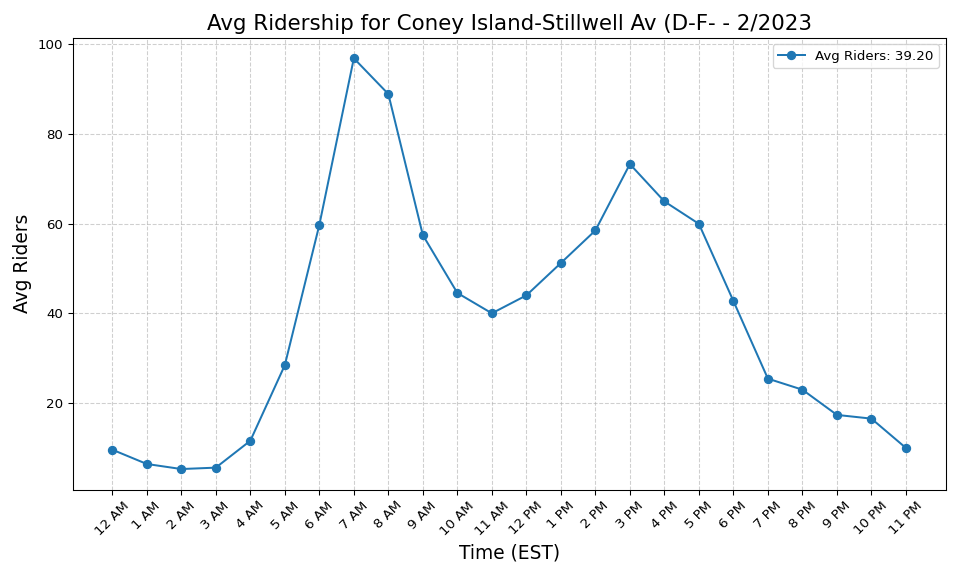 Avg Ridership for Coney Island-Stillwell Av (D-F- - 2/2023
Avg Riders: 39.20
Avg Riders
100
80
60
40
20
12 AM
1 AM
2 AM
3 AM
4 AM
5 AM
6 AM
7 AM
8 AM
9 AM
10 AM
11 AM
12 PM
1 PM
2 PM
3 PM
4 PM
5 PM
6 PM
7 PM
8 PM
9 PM
10 PM
11 PM
Time (EST)